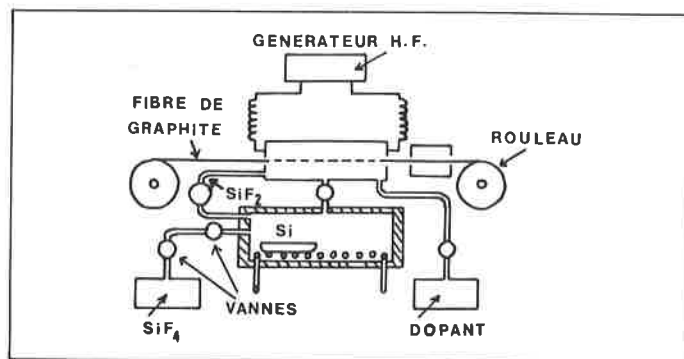 GENERATEUR H.F.
FIBRE DE
GRAPHITE
ROULEAU
SiF2
Si
VANNES
SiF4
DOPANT